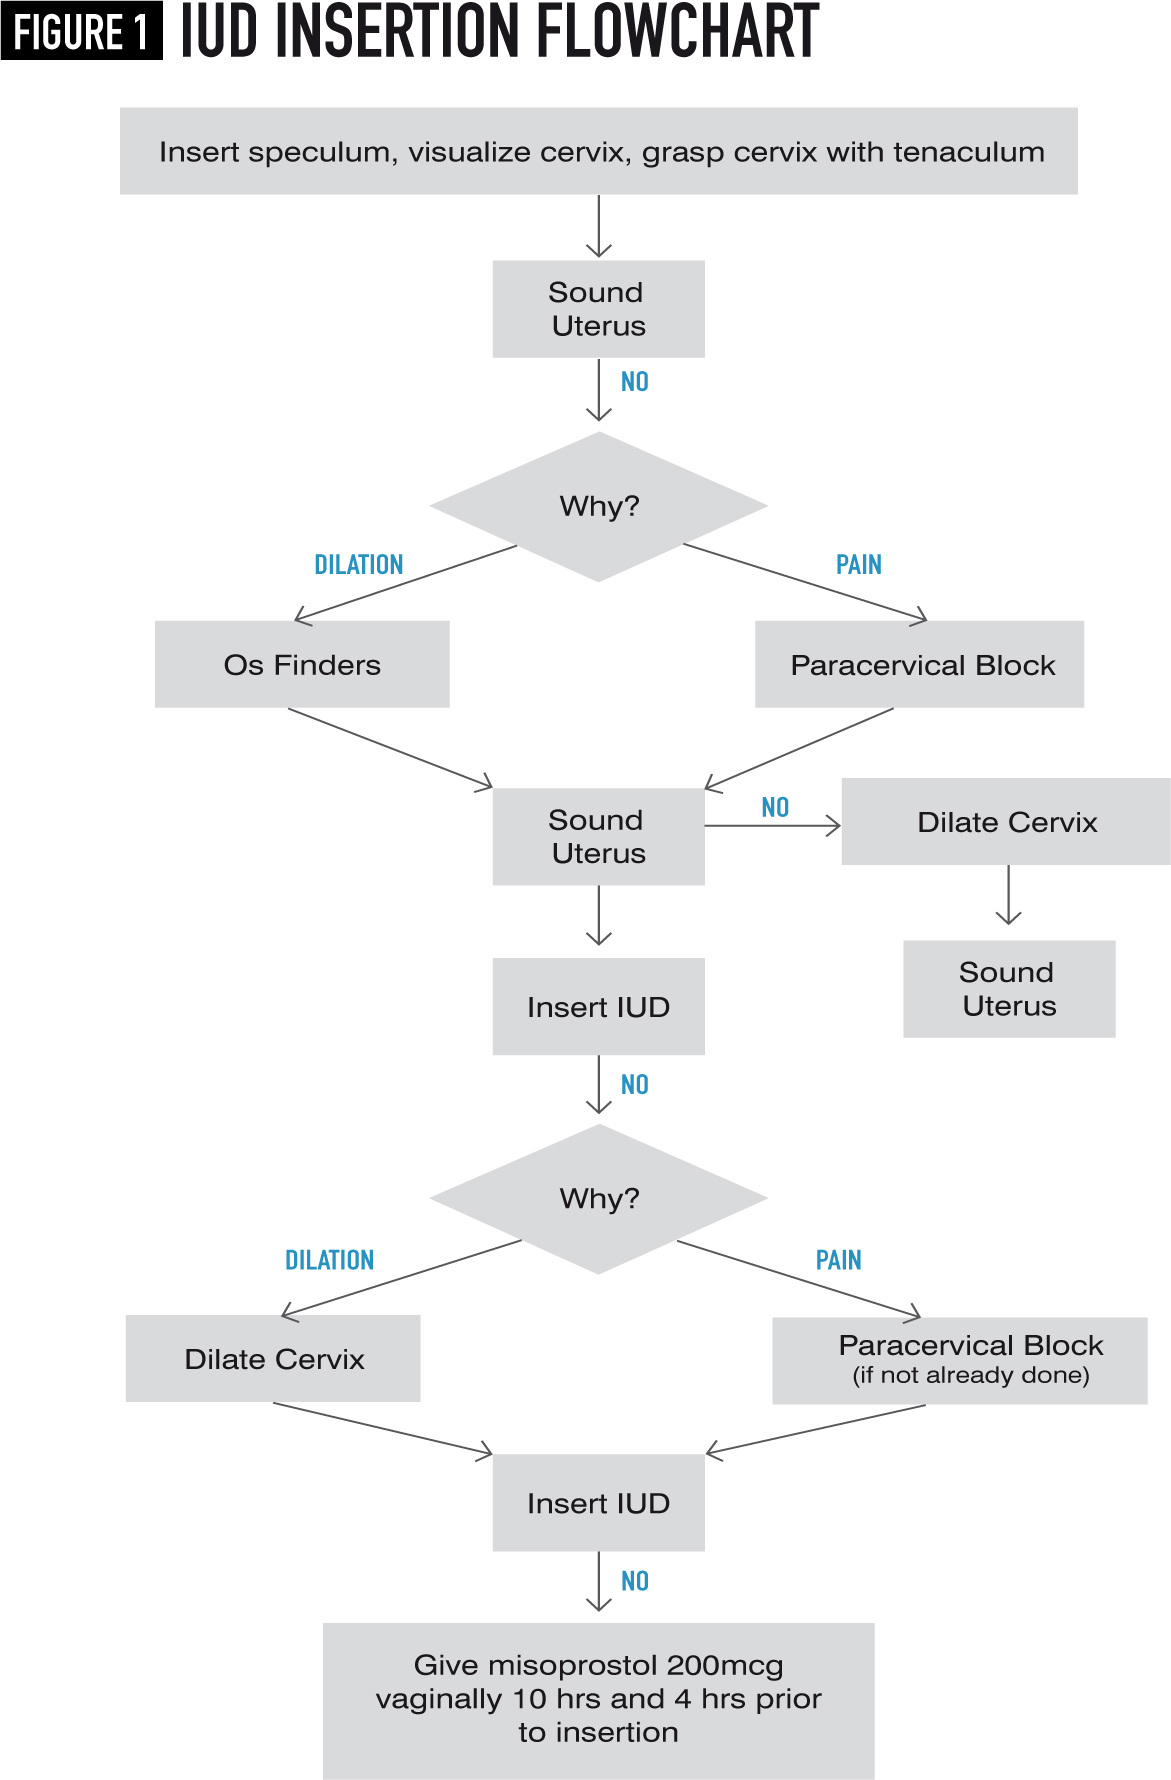 FIGURE 1 IUD INSERTION FLOWCHART
Insert speculum, visualize cervix, grasp cervix with tenaculum
Sound
Uterus
NO
Why?
DILATION
PAIN
Os Finders
Paracervical Block
Sound
Uterus
NO
Dilate Cervix
Sound
Uterus
Insert IUD
NO
Why?
DILATION
PAIN
Dilate Cervix
Paracervical Block
(if not already done)
Insert IUD
NO
Give misoprostol 200mcg
vaginally 10 hrs and 4 hrs prior
to insertion